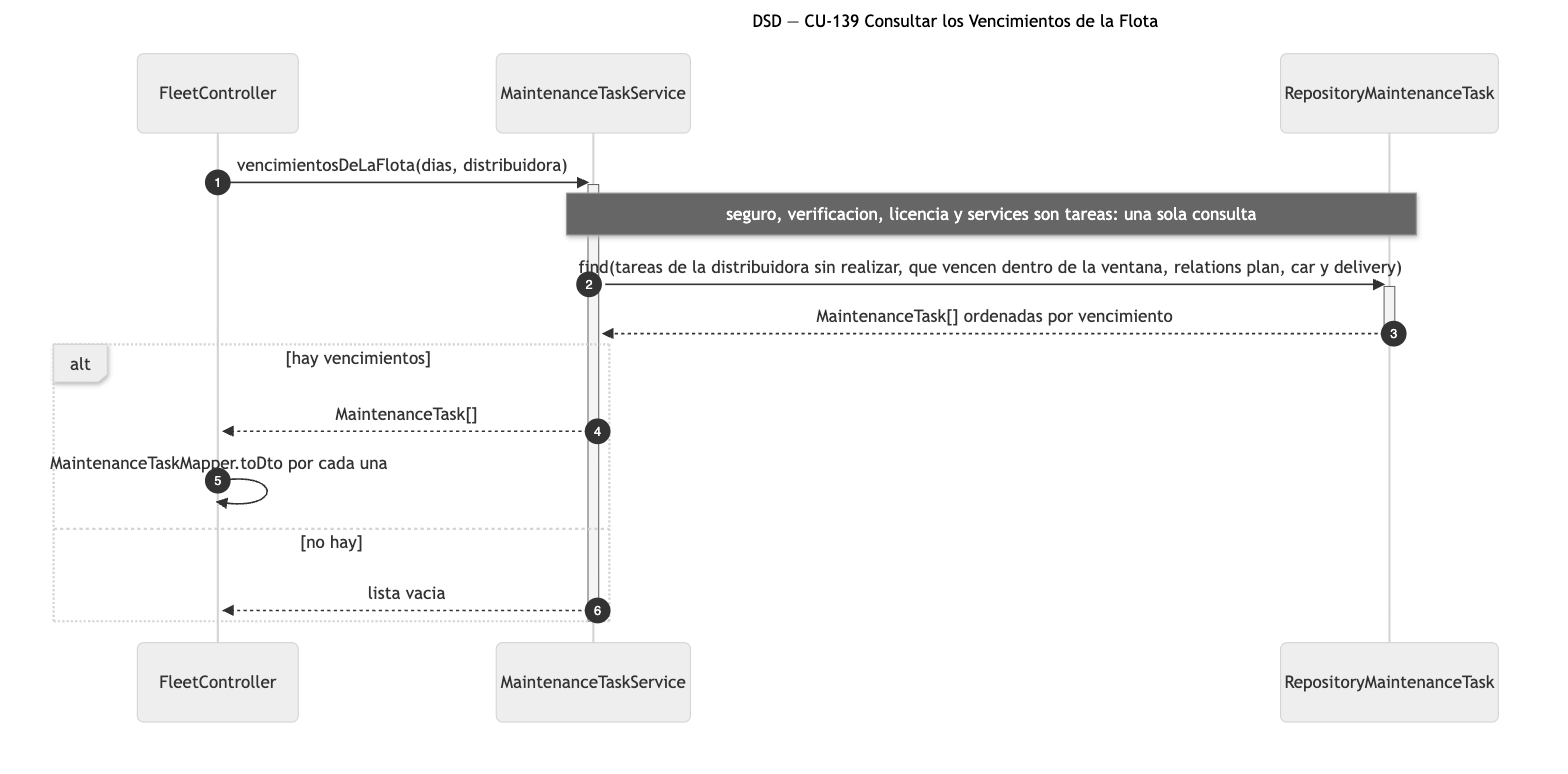 DSD — CU-139 Consultar los Vencimientos de la Flota
FleetController
MaintenanceTaskService
RepositoryMaintenanceTask
vencimientosDeLaFlota(dias, distribuidora)
1
seguro, verificacion, licencia y services son tareas: una sola consulta
find(tareas de la distribuidora sin realizar, que vencen dentro de la ventana, relations plan, car y delivery)
2
MaintenanceTask[] ordenadas por vencimiento
3
alt
[hay vencimientos]
MaintenanceTask[]
4
MaintenanceTaskMapper.toDto por cada una
5
[no hay]
lista vacia
6
FleetController
MaintenanceTaskService
RepositoryMaintenanceTask